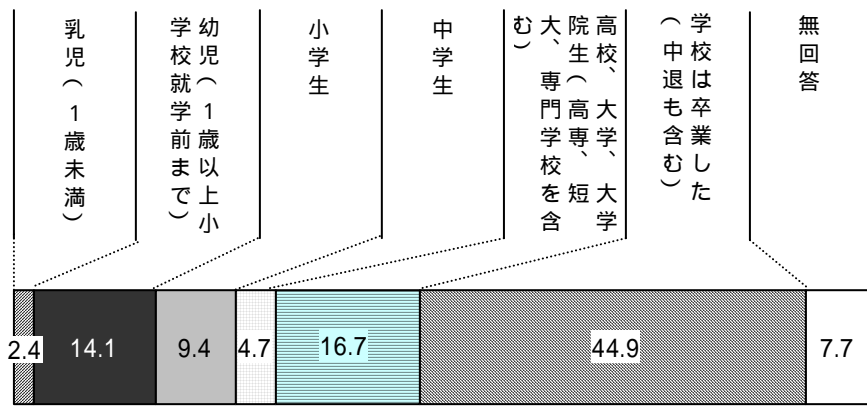 乳児（１歳未満）
幼児（１歳以上小
学校就学前まで）
小学生
中学生
高校、大学、大学
院生（高専、短
大、専門学校を含
む）
学校は卒業した
（中退も含む）
無回答
2.4
14.1
9.4
4.7
16.7
44.9
7.7